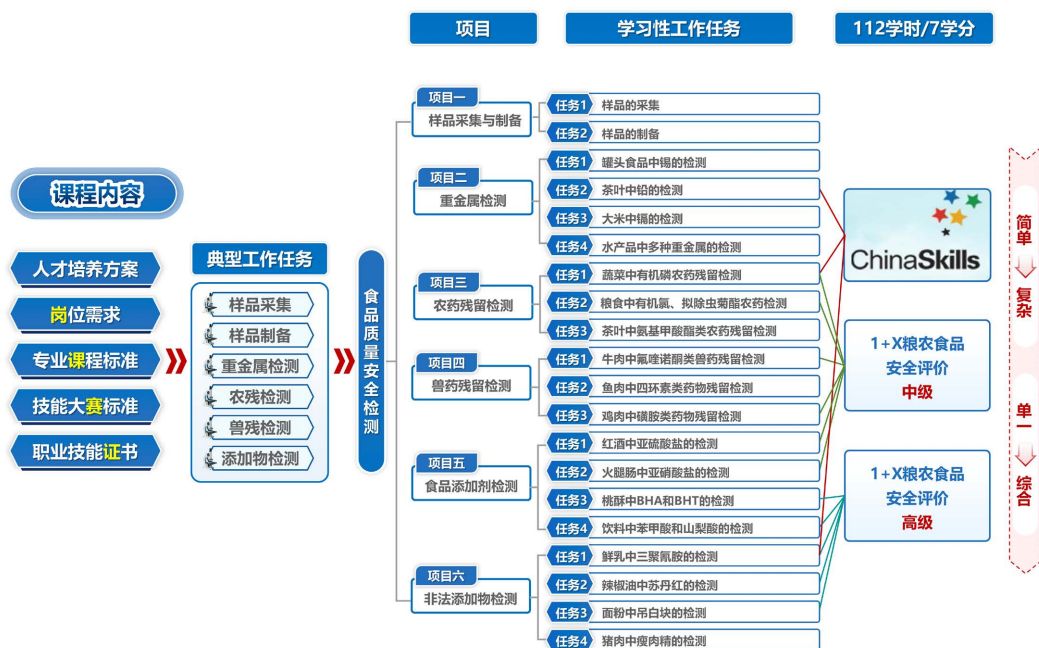 项目
学习性工作任务
112学时/7学分
课程内容
人才培养方案
岗位需求
专业课程标准
技能大赛标准
职业技能证书
典型工作任务
样品采集
样品制备
重金属检测
农残检测
兽残检测
添加物检测
食品质量安全检测
项目一
样品采集与制备
任务1 样品的采集
任务2 样品的制备
项目二
重金属检测
任务1 罐头食品中锡的检测
任务2 茶叶中铅的检测
任务3 大米中镉的检测
任务4 水产品中多种重金属的检测
项目三
农药残留检测
任务1 蔬菜中有机磷农药残留检测
任务2 粮食中有机氯、拟除虫菊酯农药检测
任务3 茶叶中氨基甲酸酯类农药残留检测
项目四
兽药残留检测
任务1 牛肉中氟喹诺酮类兽药残留检测
任务2 鱼肉中四环素类药物残留检测
任务3 鸡肉中磺胺类药物残留检测
项目五
食品添加剂检测
任务1 红酒中亚硫酸盐的检测
任务2 火腿肠中亚硝酸盐的检测
任务3 桃酥中BHA和BHT的检测
任务4 饮料中苯甲酸和山梨酸的检测
项目六
非法添加物检测
任务1 鲜乳中三聚氰胺的检测
任务2 辣椒油中苏丹红的检测
任务3 面粉中吊白块的检测
任务4 猪肉中瘦肉精的检测
ChinaSkills
1+X粮农食品
安全评价
中级
1+X粮农食品
安全评价
高级
简单
复杂
单一
综合